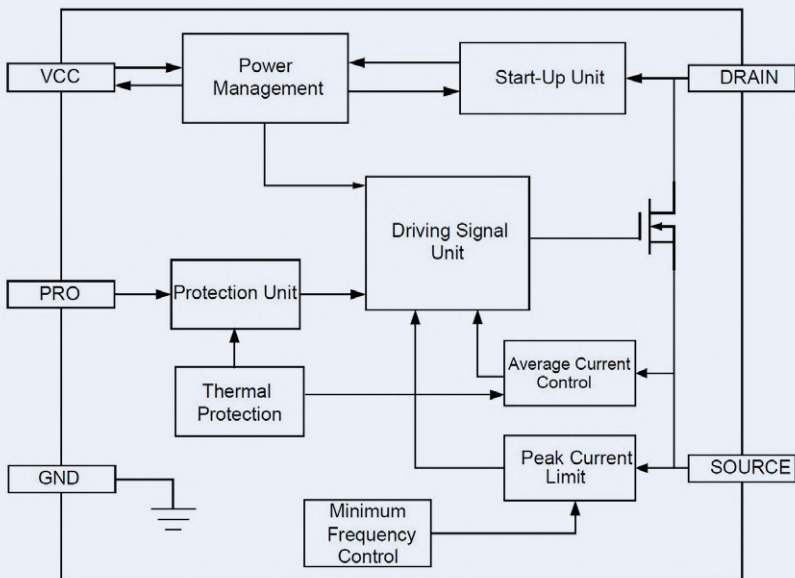 VCC
Power
Management
Start-Up Unit
DRAIN
Driving Signal
Unit
PRO
Protection Unit
Average Current
Control
Thermal
Protection
GND
Peak Current
Limit
SOURCE
Minimum
Frequency
Control